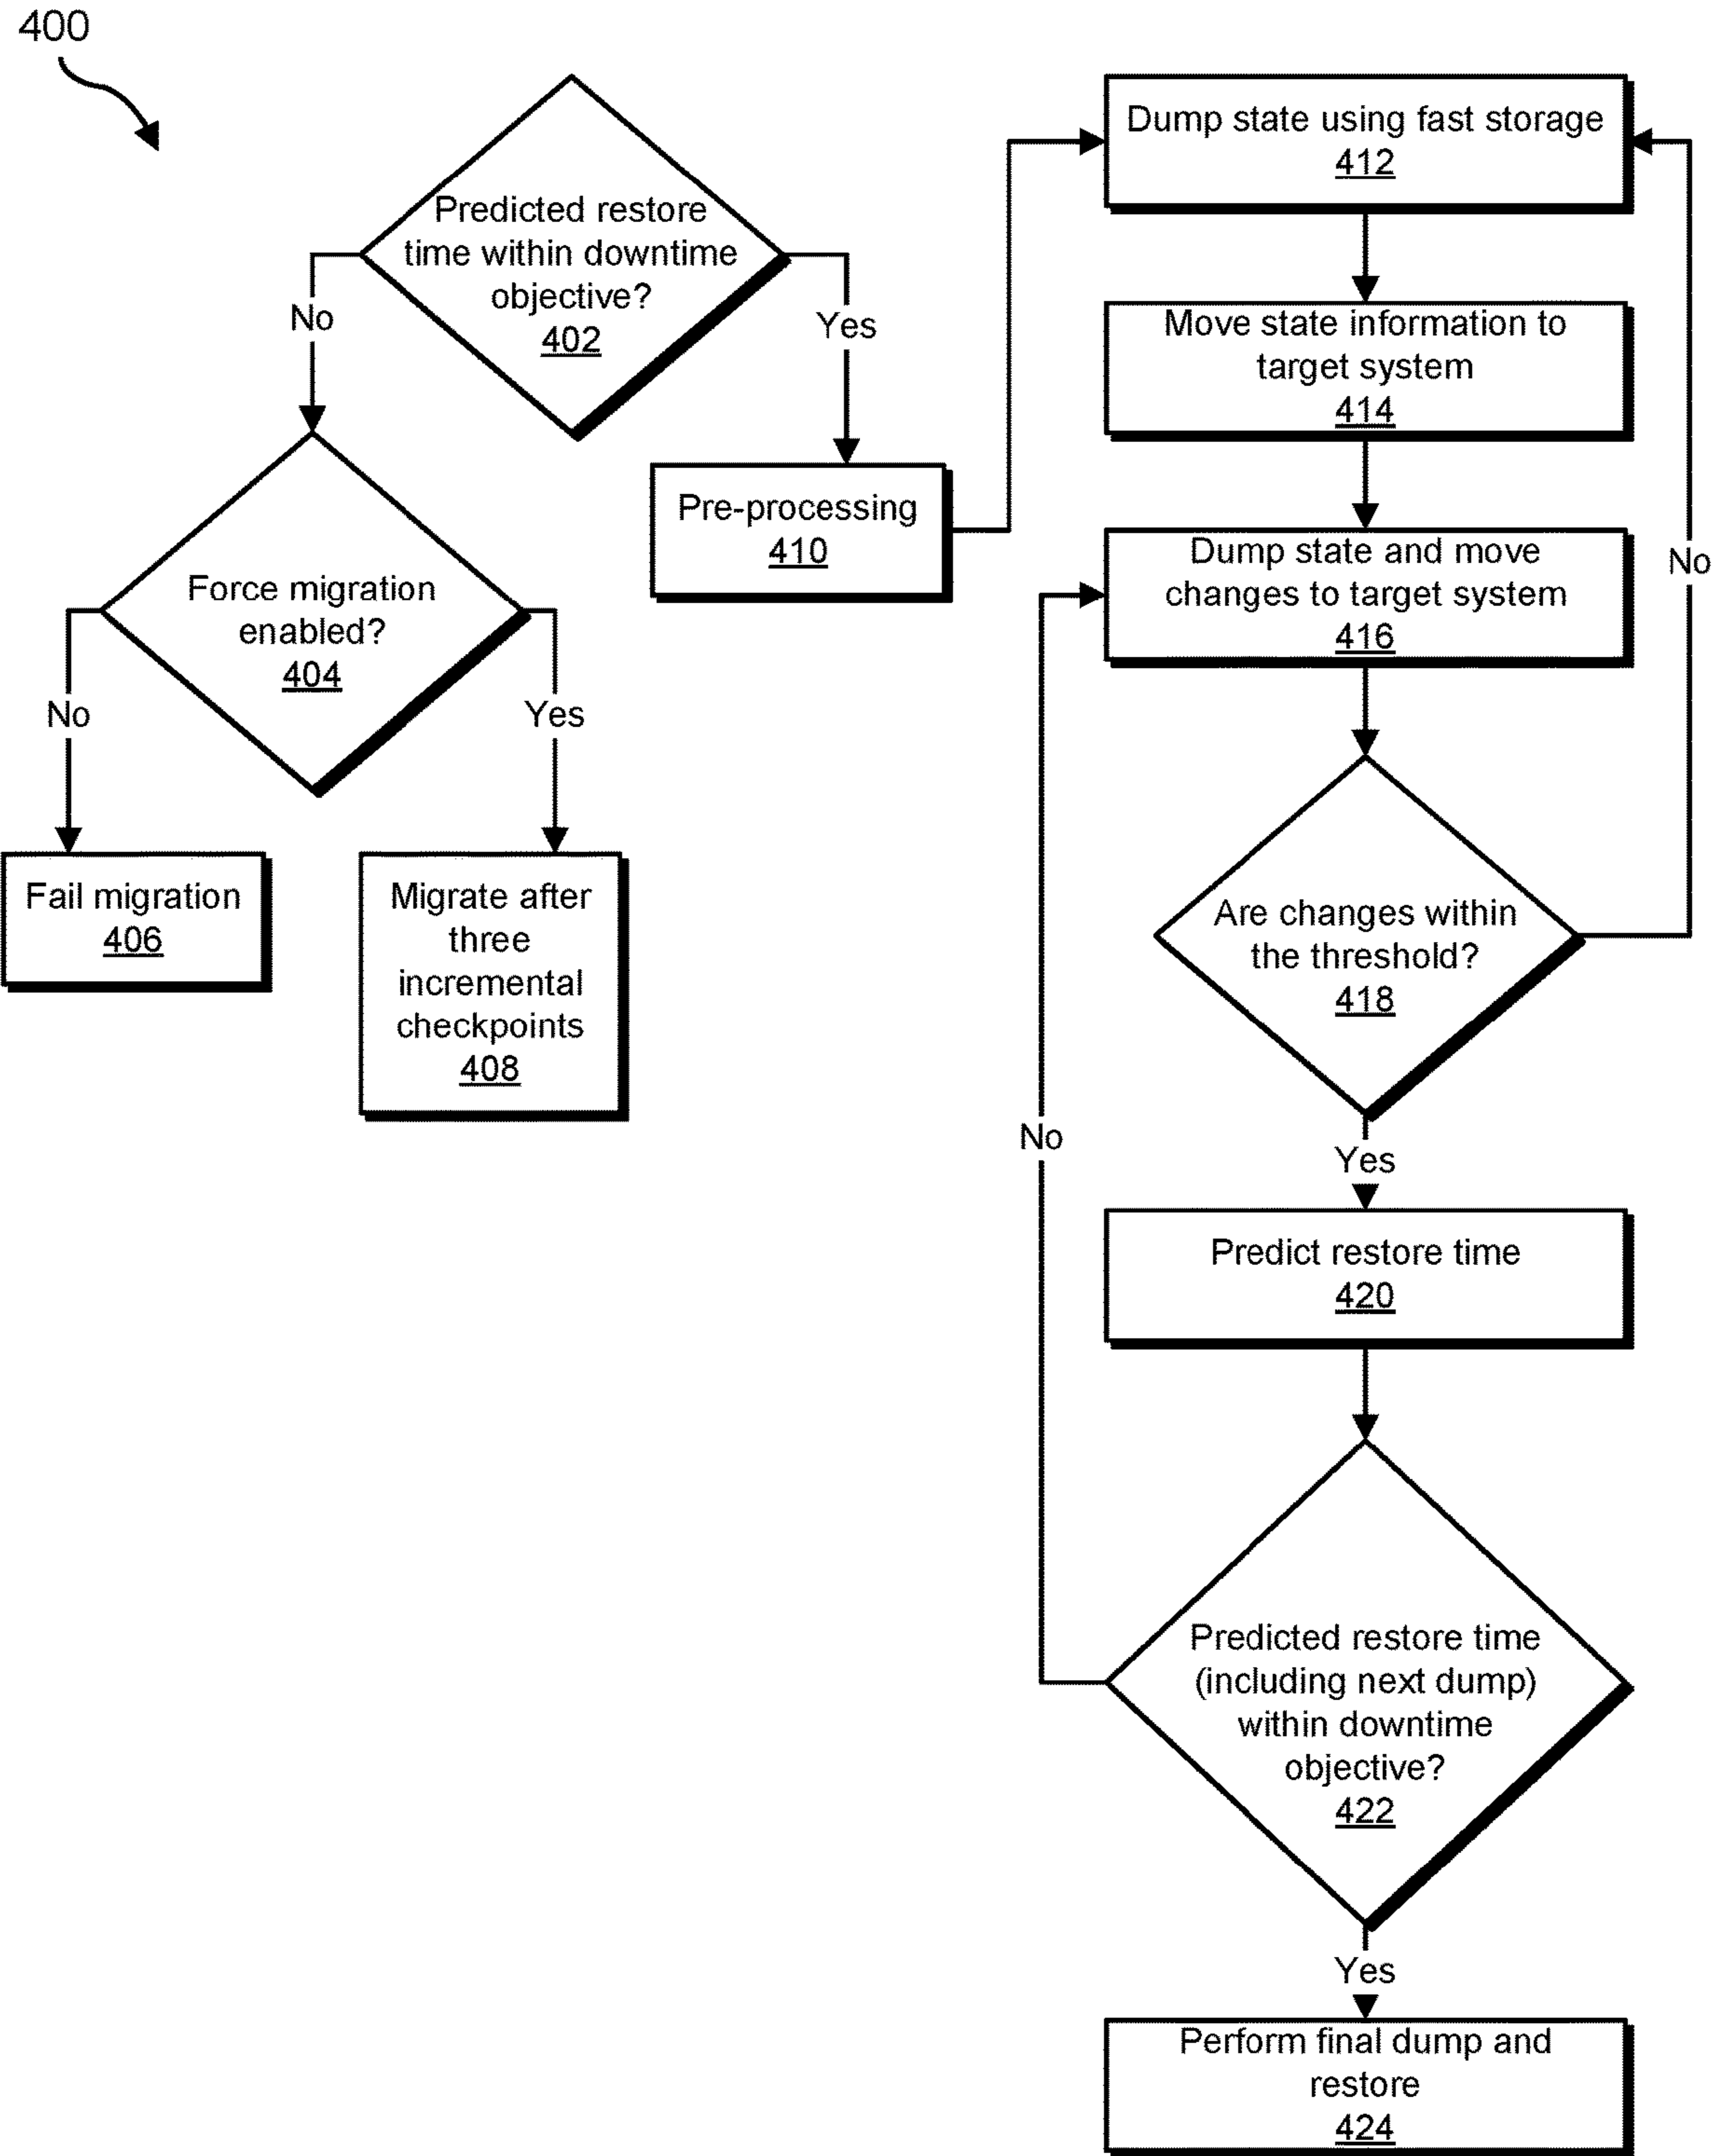 400
Predicted restore
time within downtime
objective?
402
No
Yes
Force migration
enabled?
404
No
Yes
Fail migration
406
Migrate after
three
incremental
checkpoints
408
Pre-processing
410
Dump state using fast storage
412
Move state information to
target system
414
Dump state and move
changes to target system
416
No
Are changes within
the threshold?
418
No
Yes
Predict restore time
420
Predicted restore time
(including next dump)
within downtime
objective?
422
Yes
Perform final dump and
restore
424